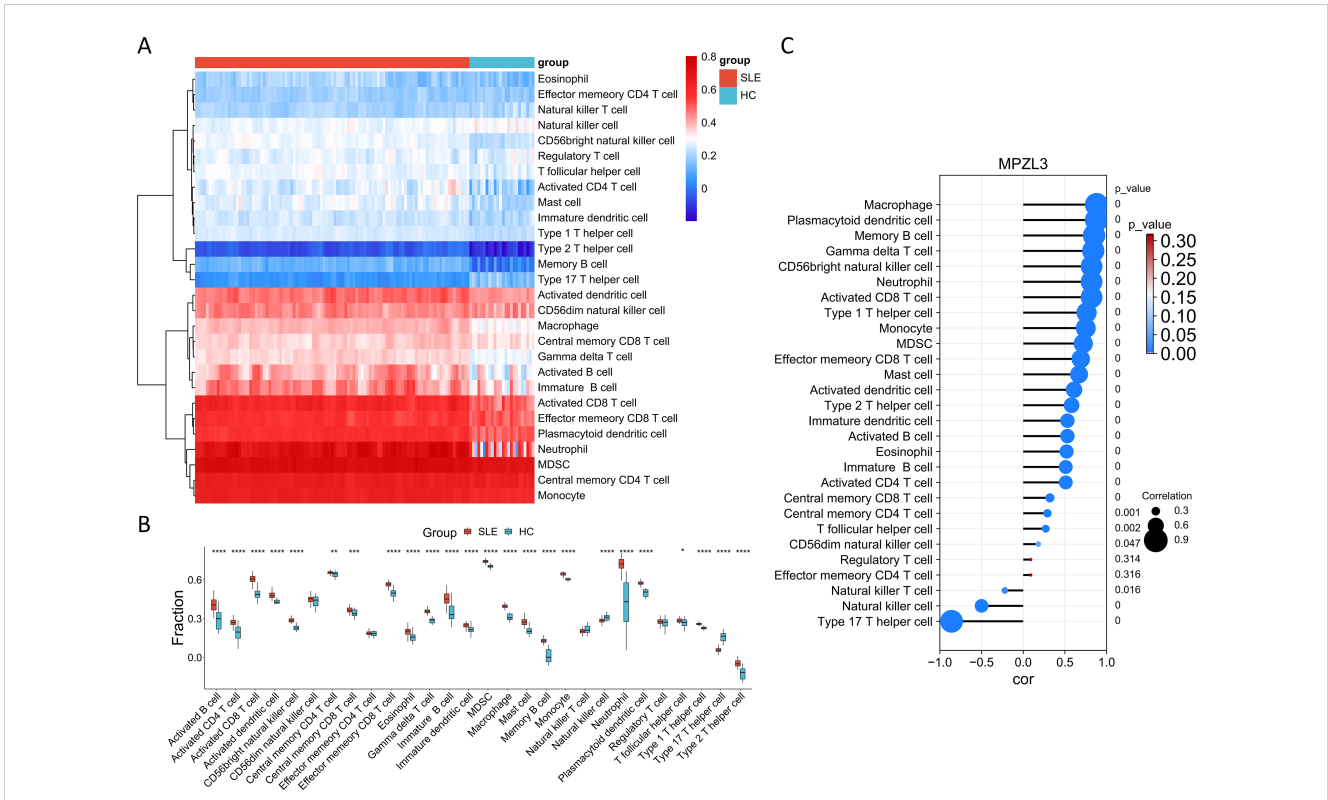 A
group
Eosinophil
Effector memeory CD4 T cell
Natural killer T cell
Natural killer cell
CD56bright natural killer cell
Regulatory T cell
T follicular helper cell
Activated CD4 T cell
Mast cell
Immature dendritic cell
Type 1 T helper cell
Type 2 T helper cell
Memory B cell
Type 17 T helper cell
Activated dendritic cell
CD56dim natural killer cell
Macrophage
Central memory CD8 T cell
Gamma delta T cell
Activated B cell
Immature  B cell
Activated CD8 T cell
Effector memeory CD8 T cell
Plasmacytoid dendritic cell
Neutrophil
MDSC
Central memory CD4 T cell
Monocyte
0.8
0.6
0.4
0.2
0
group
SLE
HC
B
Group SLE HC
**** **** **** **** **** ** *** **** **** **** **** **** **** **** **** **** **** **** **** **** * **** **** ****
Fraction
0.6
0.3
0.0
Activated B cell
Activated CD4 T cell
Activated CD8 T cell
Activated dendritic cell
CD56bright natural killer cell
CD56dim natural killer cell
Central memory CD4 T cell
Central memory CD8 T cell
Effector memeory CD4 T cell
Effector memeory CD8 T cell
Eosinophil
Gamma delta T cell
Immature  B cell
Immature dendritic cell
MDSC
Macrophage
Mast cell
Memory B cell
Monocyte
Natural killer T cell
Natural killer cell
Neutrophil
Plasmacytoid dendritic cell
Regulatory T cell
T follicular helper cell
Type 1 T helper cell
Type 17 T helper cell
Type 2 T helper cell
C
MPZL3
p_value
Macrophage 0
Plasmacytoid dendritic cell 0
Memory B cell 0
Gamma delta T cell 0
CD56bright natural killer cell 0
Neutrophil 0
Activated CD8 T cell 0
Type 1 T helper cell 0
Monocyte 0
MDSC 0
Effector memeory CD8 T cell 0
Mast cell 0
Activated dendritic cell 0
Type 2 T helper cell 0
Immature dendritic cell 0
Activated B cell 0
Eosinophil 0
Immature  B cell 0
Activated CD4 T cell 0
Central memory CD8 T cell 0
Central memory CD4 T cell 0.001
T follicular helper cell 0.002
CD56dim natural killer cell 0.047
Regulatory T cell 0.314
Effector memeory CD4 T cell 0.316
Natural killer T cell 0.016
Natural killer cell 0
Type 17 T helper cell 0
−1.0 −0.5 0.0 0.5 1.0
cor
p_value
0.30
0.25
0.20
0.15
0.10
0.05
0.00
Correlation
0.3
0.6
0.9